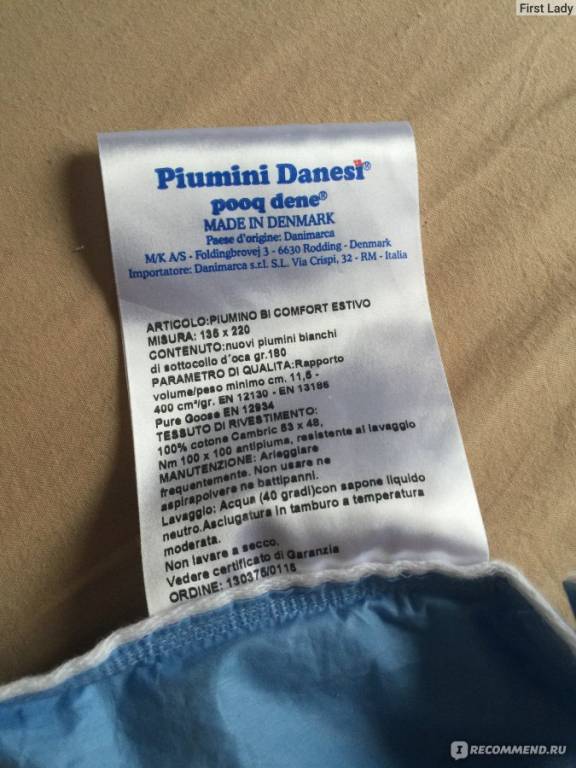 First Lady
Piumini Danesi®
pooq dene®
MADE IN DENMARK
Paese d'origine: Danimarca
M/K A/S - Foldingbrovej 3 - 6630 Rodding - Denmark
Importatore: Danimarca s.r.l. S.L. Via Crispi, 32 - RM - Italia
ARTICOLO:PIUMINO BI COMFORT ESTIVO
MISURA: 135 x 220
CONTENUTO:nuovi piumini bianchi
di sottocollo d'oca gr.180
PARAMETRO DI QUALITA:Rapporto
volume/peso minimo cm. 11,5 -
400 cm³/gr. EN 12130 - EN 13186
Pure Goose EN 12934
TESSUTO DI RIVESTIMENTO:
100% cotone Cambric 53 x 48,
Nm 100 x 100 antipiuma, resistente al lavaggio
MANUTENZIONE: Arieggiare
frequentemente. Non usare ne
aspirapolvere ne battipanni.
Lavaggio: Acqua (40 gradi)con sapone liquido
neutro.Asciugatura in tamburo a temperatura
moderata.
Non lavare a secco.
Vedere certificato di Garanzia
ORDINE: 130375/0115
IRECOMMEND.RU